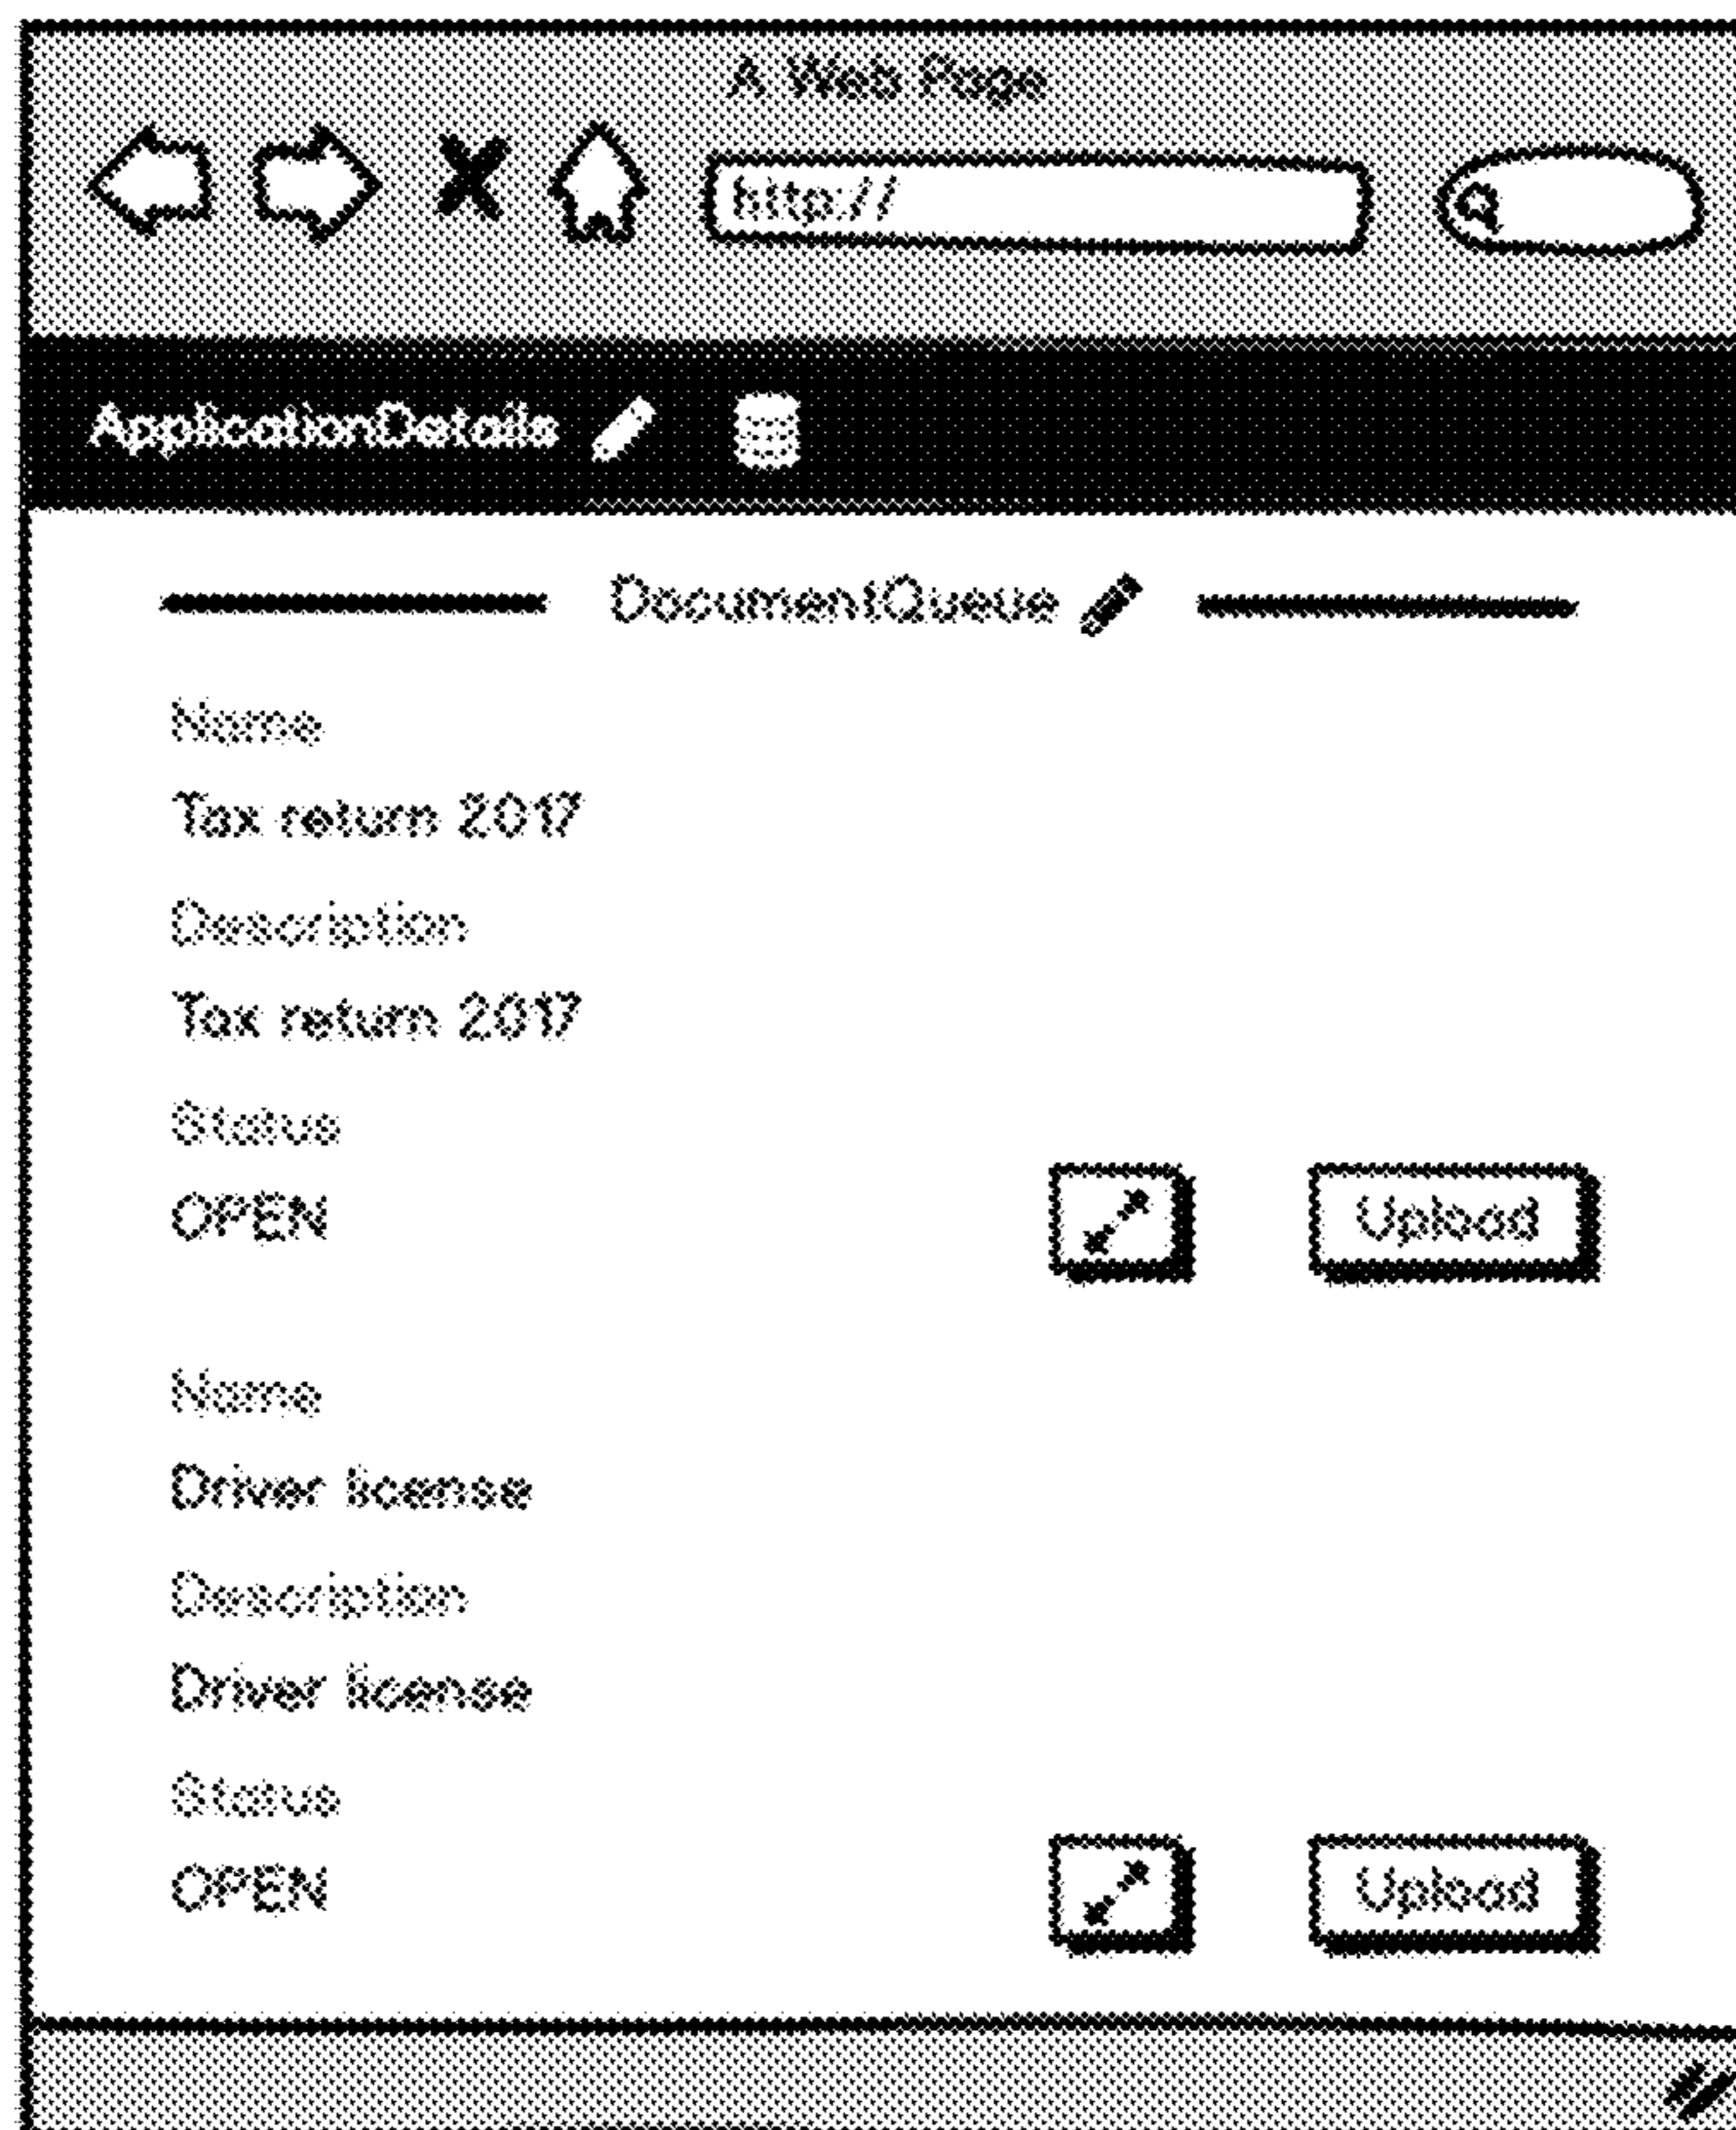 A Web Page
http://
ApplicationDetails
DocumentQueue
Name
Tax return 2017
Description
Tax return 2017
Status
OPEN
Upload
Name
Driver license
Description
Driver license
Status
OPEN
Upload